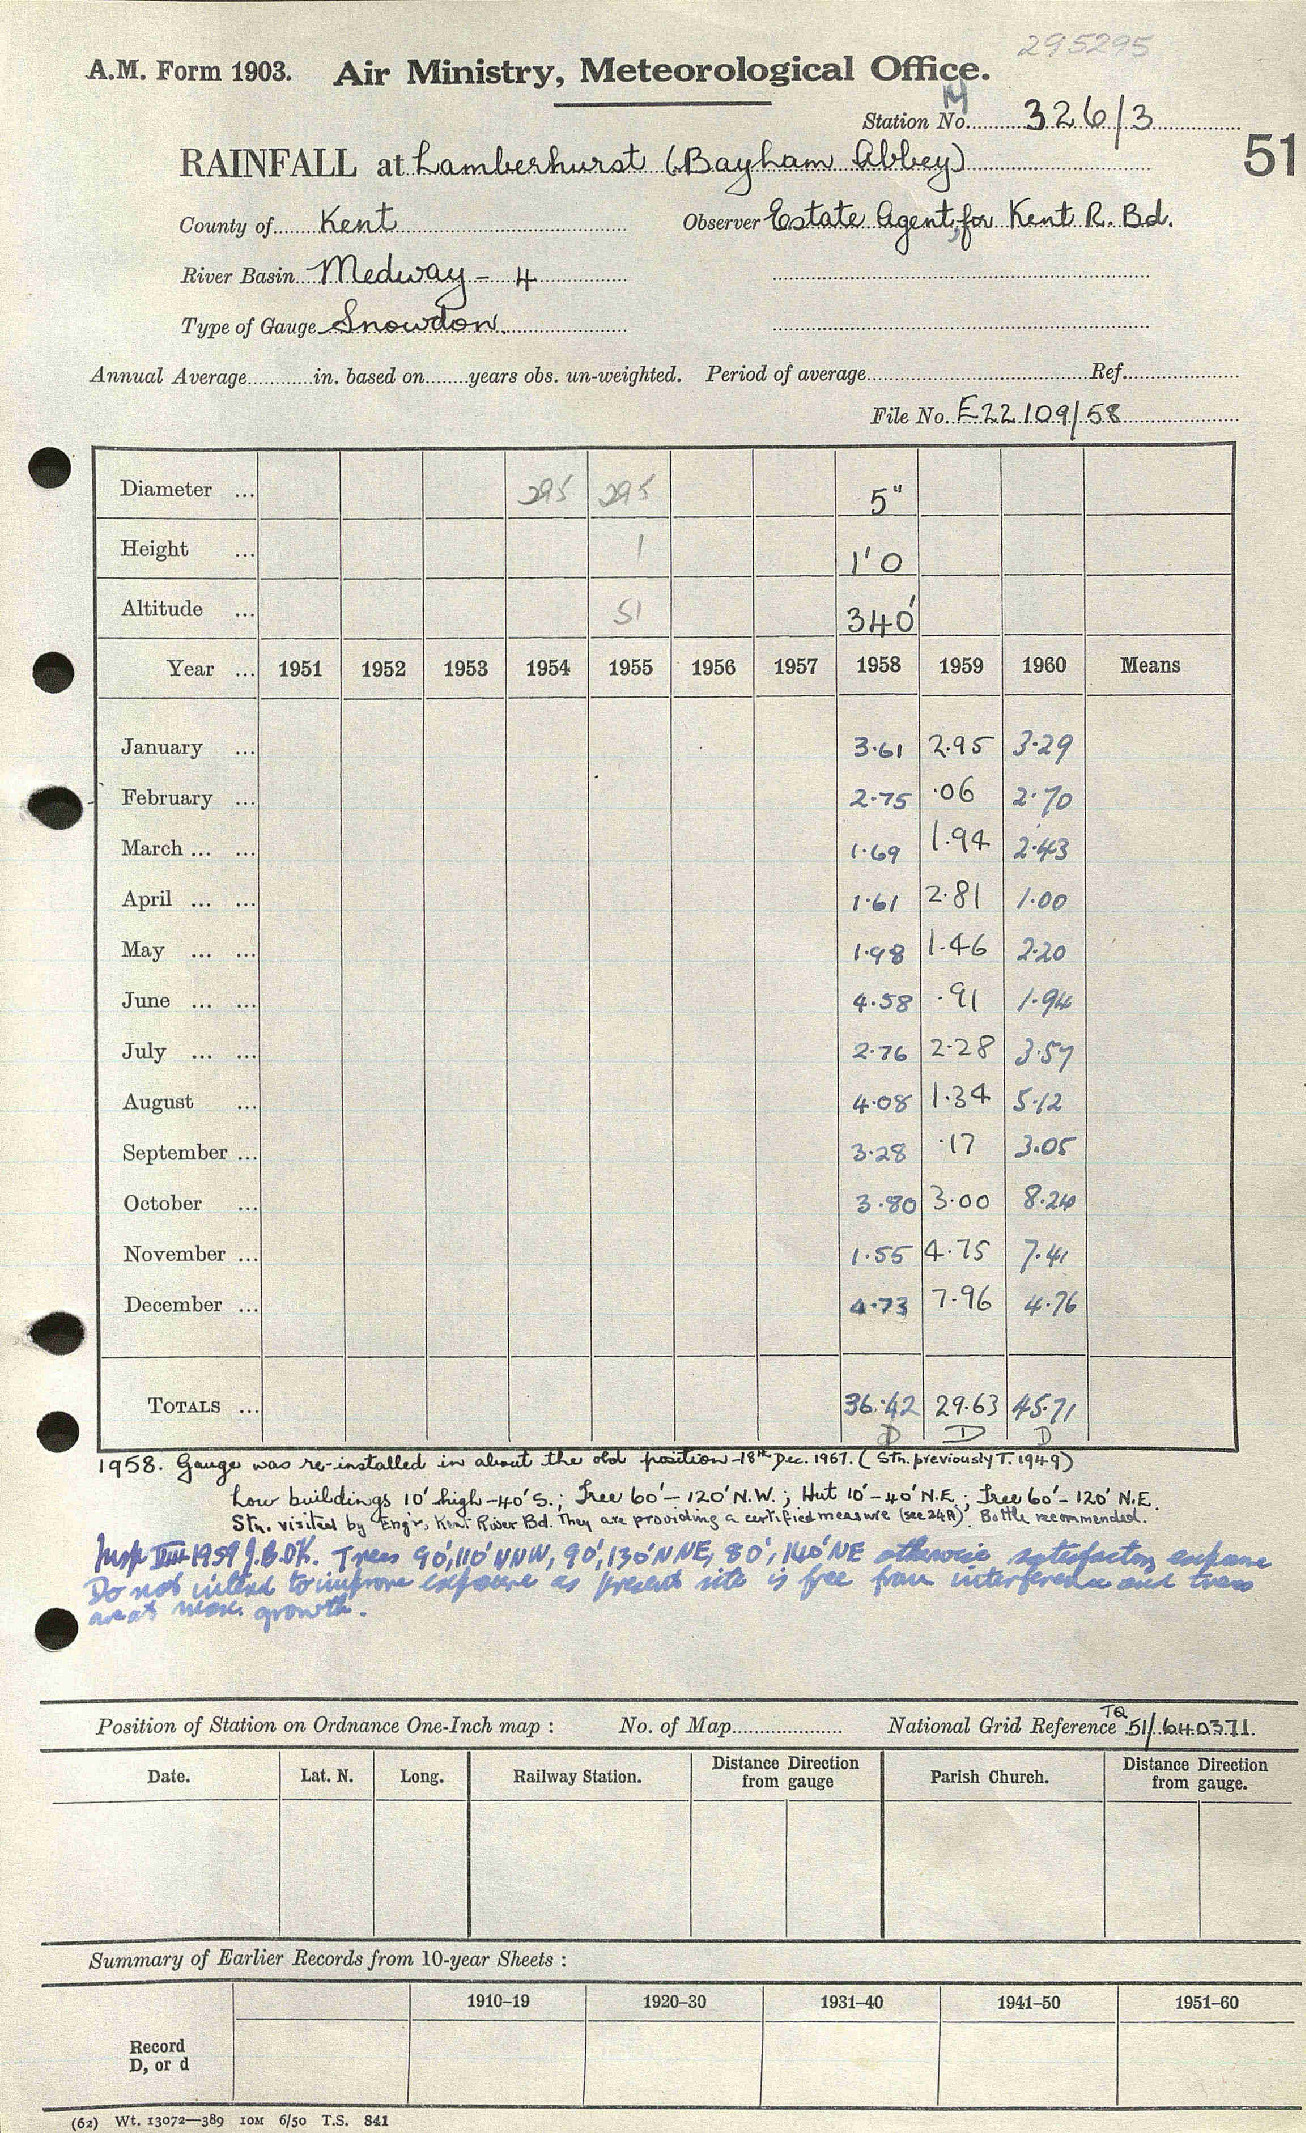 295295
A.M. Form 1903. Air Ministry, Meteorological Office.
M
Station No. 326/3
51
RAINFALL at Lamberhurst (Bayham Abbey)
County of Kent Observer Estate Agent, for Kent R. Bd.
River Basin Medway - 4
Type of Gauge Snowdon
Annual Average in. based on years obs. un-weighted. Period of average Ref.
File No. E22109/58
Diameter ... 295 295 5"
Height ... 1 1'0
Altitude ... 51 340'
Year ... 1951 1952 1953 1954 1955 1956 1957 1958 1959 1960 Means
January ... 3.61 2.95 3.29
February ... 2.75 .06 2.70
March ... ... 1.69 1.94 2.43
April ... ... 1.61 2.81 1.00
May ... ... 1.98 1.46 2.20
June ... ... 4.58 .91 1.94
July ... ... 2.76 2.28 3.57
August ... 4.08 1.34 5.12
September ... 3.28 .17 3.05
October ... 3.80 3.00 8.24
November ... 1.55 4.75 7.41
December ... 4.73 7.96 4.76
TOTALS ... 36.42 29.63 45.71
D D D
1958. Gauge was re-installed in about the old position -18th Dec. 1957. (Stn. previously T. 1949)
Low buildings 10' high-40'S.; Tree 60'-120'N.W.; Hut 10'-40'N.E.; Tree 60'-120' N.E.
Stn. visited by Engr, Kent River Bd. They are providing a certified measure (see 24A). Bottle recommended.
Insp 1959 J.B.DK. Trees 90',110' NNW, 90',130' NNE, 80', 140' NE otherwise satisfactory exposure
Do not intend to improve exposure as present site is free from interference and trees
are at max. growth.
Position of Station on Ordnance One-Inch map : No. of Map National Grid Reference TQ 51/640371.
Date. Lat. N. Long. Railway Station. Distance Direction from gauge Parish Church. Distance Direction from gauge.
Summary of Earlier Records from 10-year Sheets :
1910–19 1920–30 1931–40 1941–50 1951–60
Record
D, or d
(62) Wt. 13072—389 10M 6/50 T.S. 841